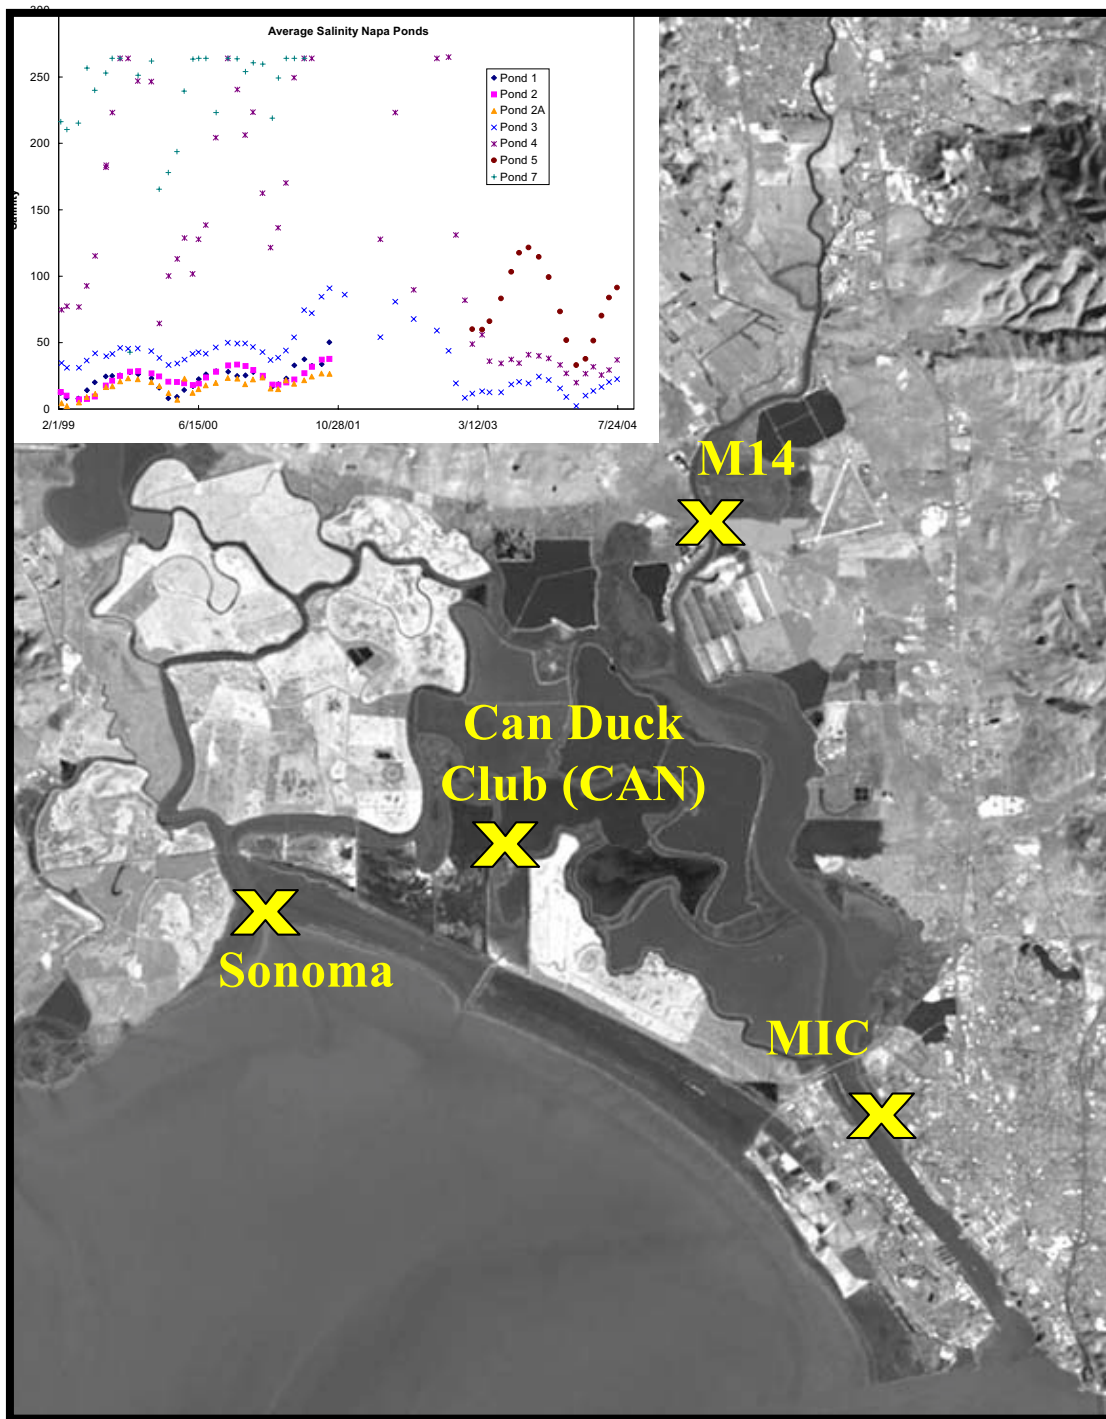 300
Average Salinity Napa Ponds
250
200
150
100
50
0
Salinity
Pond 1
Pond 2
Pond 2A
Pond 3
Pond 4
Pond 5
Pond 7
2/1/99 6/15/00 10/28/01 3/12/03 7/24/04
M14
Can Duck
Club (CAN)
Sonoma
MIC